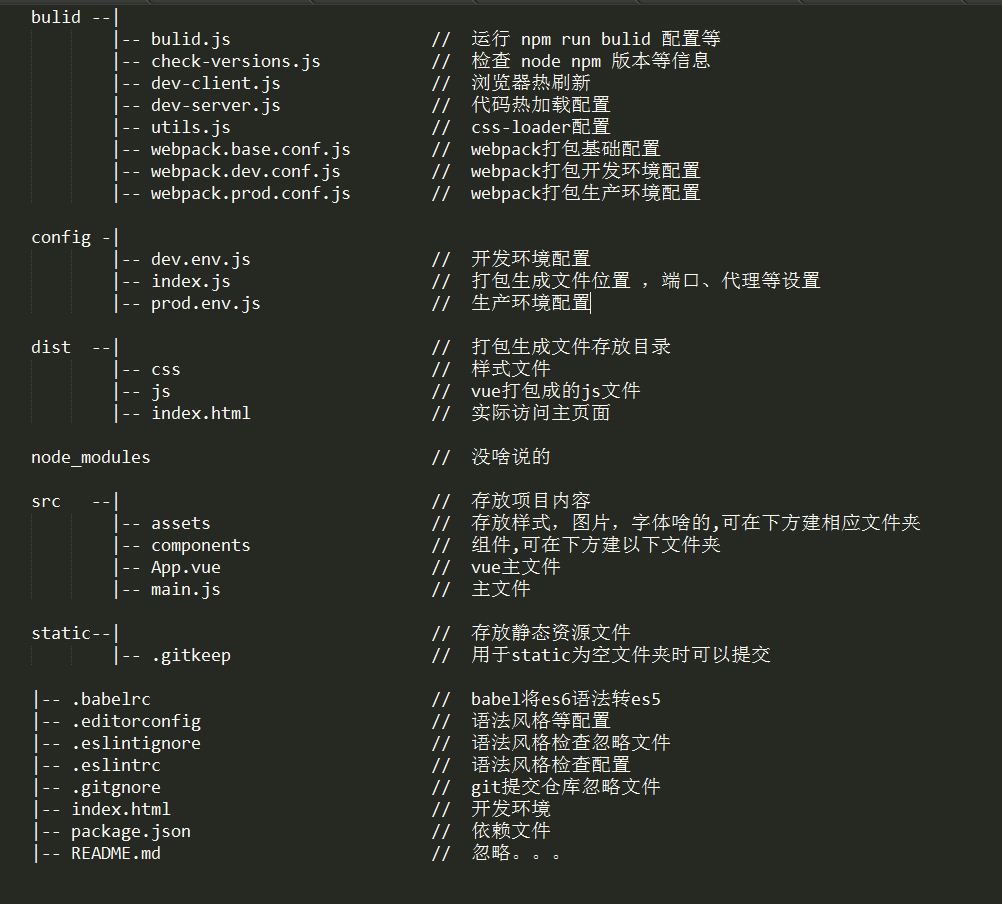 bulid --|
|-- bulid.js // 运行 npm run bulid 配置等
|-- check-versions.js // 检查 node npm 版本等信息
|-- dev-client.js // 浏览器热刷新
|-- dev-server.js // 代码热加载配置
|-- utils.js // css-loader配置
|-- webpack.base.conf.js // webpack打包基础配置
|-- webpack.dev.conf.js // webpack打包开发环境配置
|-- webpack.prod.conf.js // webpack打包生产环境配置
config -|
|-- dev.env.js // 开发环境配置
|-- index.js // 打包生成文件位置 ，端口、代理等设置
|-- prod.env.js // 生产环境配置
dist --| // 打包生成文件存放目录
|-- css // 样式文件
|-- js // vue打包成的js文件
|-- index.html // 实际访问主页面
node_modules // 没啥说的
src --| // 存放项目内容
|-- assets // 存放样式，图片，字体啥的,可在下方建相应文件夹
|-- components // 组件,可在下方建以下文件夹
|-- App.vue // vue主文件
|-- main.js // 主文件
static--| // 存放静态资源文件
|-- .gitkeep // 用于static为空文件夹时可以提交
|-- .babelrc // babel将es6语法转es5
|-- .editorconfig // 语法风格等配置
|-- .eslintignore // 语法风格检查忽略文件
|-- .eslintrc // 语法风格检查配置
|-- .gitgnore // git提交仓库忽略文件
|-- index.html // 开发环境
|-- package.json // 依赖文件
|-- README.md // 忽略。。。